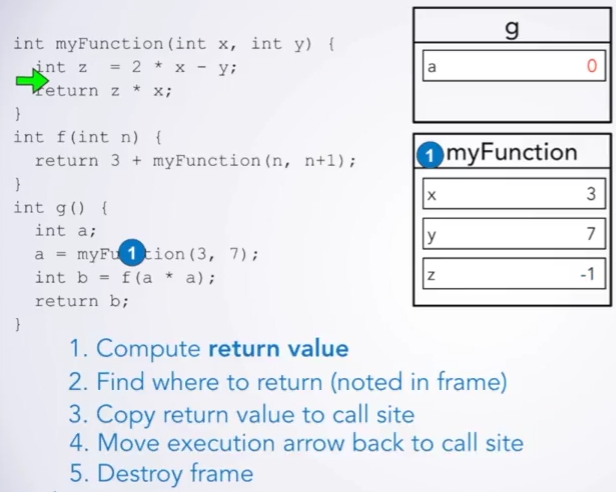 int myFunction(int x, int y) {
int z = 2 * x - y;
return z * x;
}
int f(int n) {
return 3 + myFunction(n, n+1);
}
int g() {
int a;
a = myFu 1 tion(3, 7);
int b = f(a * a);
return b;
}
g
a 0
1 myFunction
x 3
y 7
z -1
1. Compute return value
2. Find where to return (noted in frame)
3. Copy return value to call site
4. Move execution arrow back to call site
5. Destroy frame